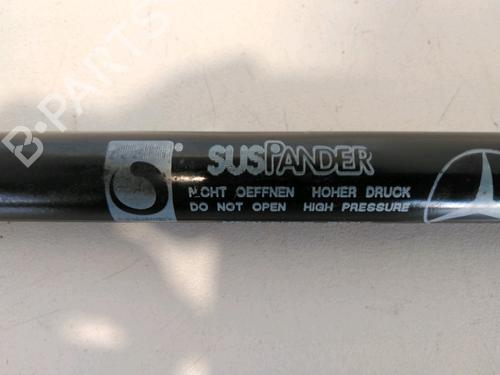 B-PARTS
SUSPANDER
NICHT OEFFNEN HOHER DRUCK
DO NOT OPEN HIGH PRESSURE